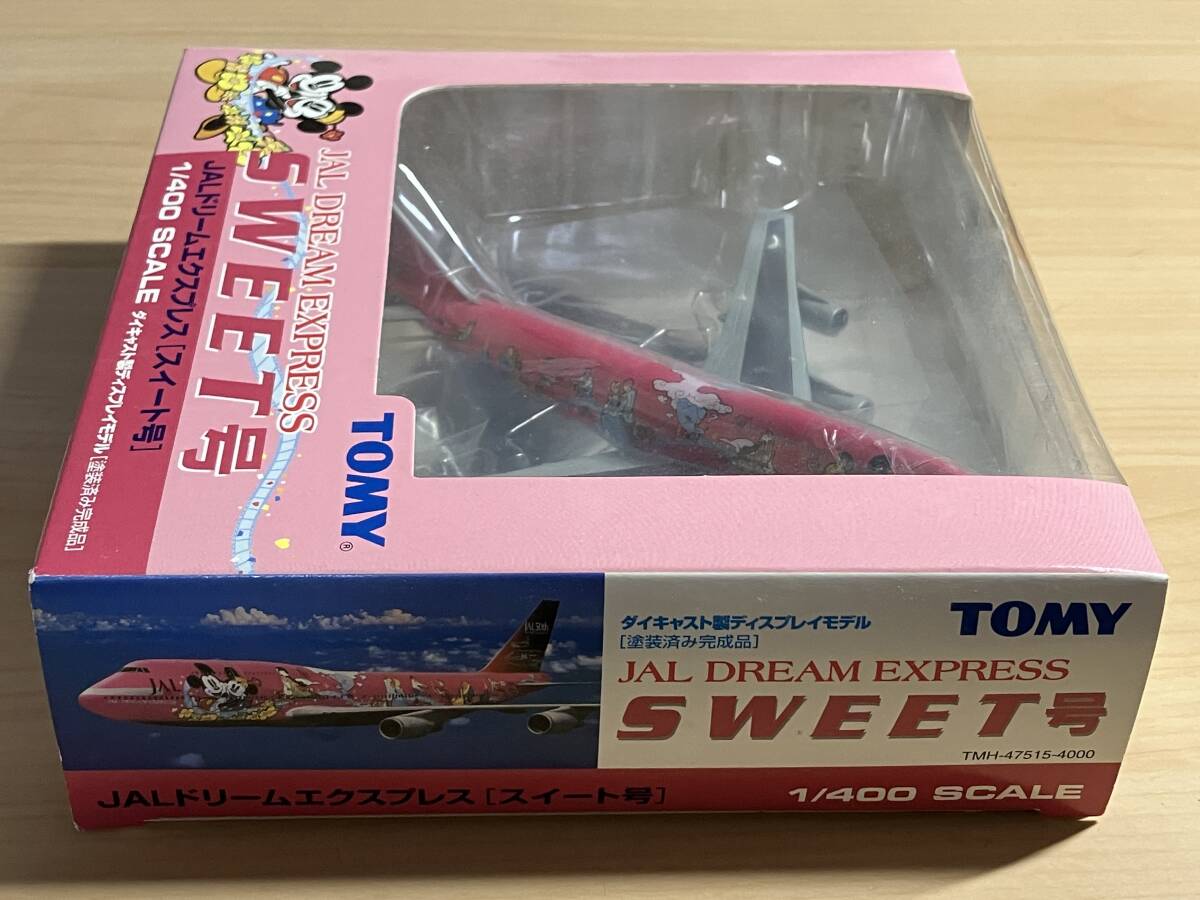 JAL DREAM EXPRESS
SWEET号
JALドリームエクスプレス［スイート号］
1/400 SCALE ダイキャスト製ディスプレイモデル［塗装済み完成品］
TOMY®
ダイキャスト製ディスプレイモデル
［塗装済み完成品］
TOMY
JAL DREAM EXPRESS
SWEET号
TMH-47515-4000
JAL
JALドリームエクスプレス［スイート号］
1/400 SCALE